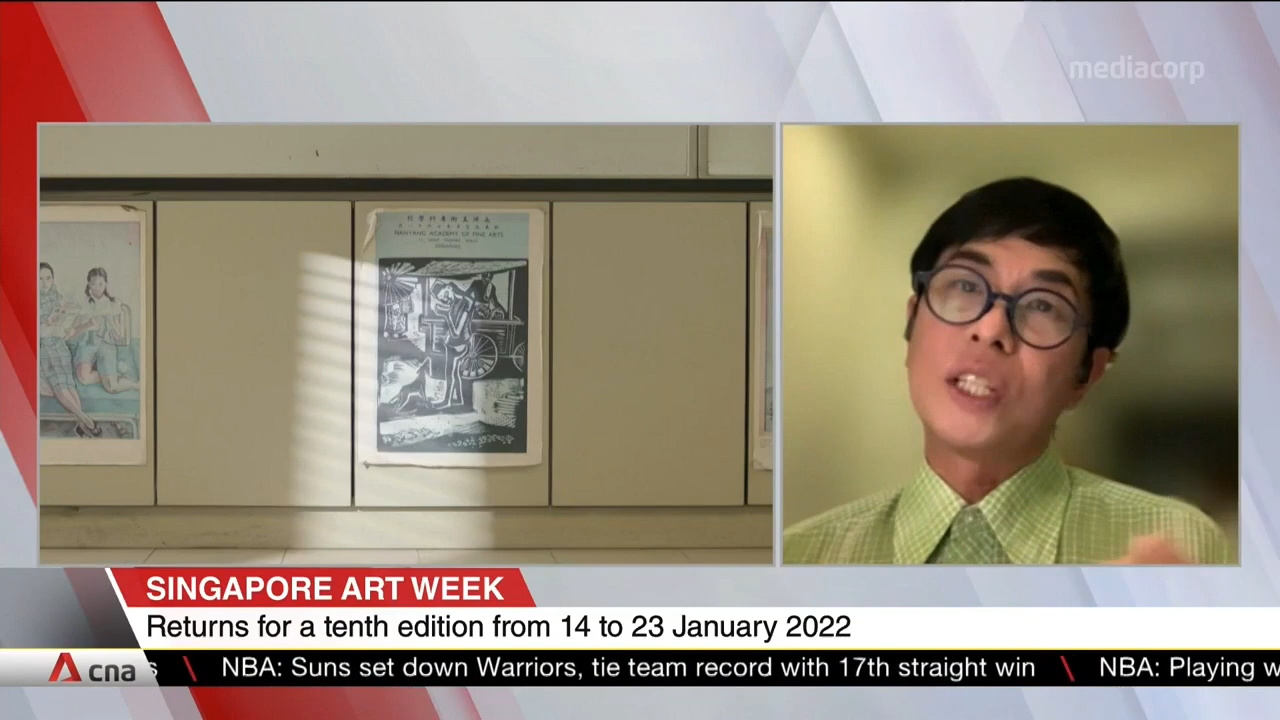 mediacorp
NANYANG ACADEMY OF FINE ARTS
SINGAPORE ART WEEK
Returns for a tenth edition from 14 to 23 January 2022
cna
s \ NBA: Suns set down Warriors, tie team record with 17th straight win \ NBA: Playing w